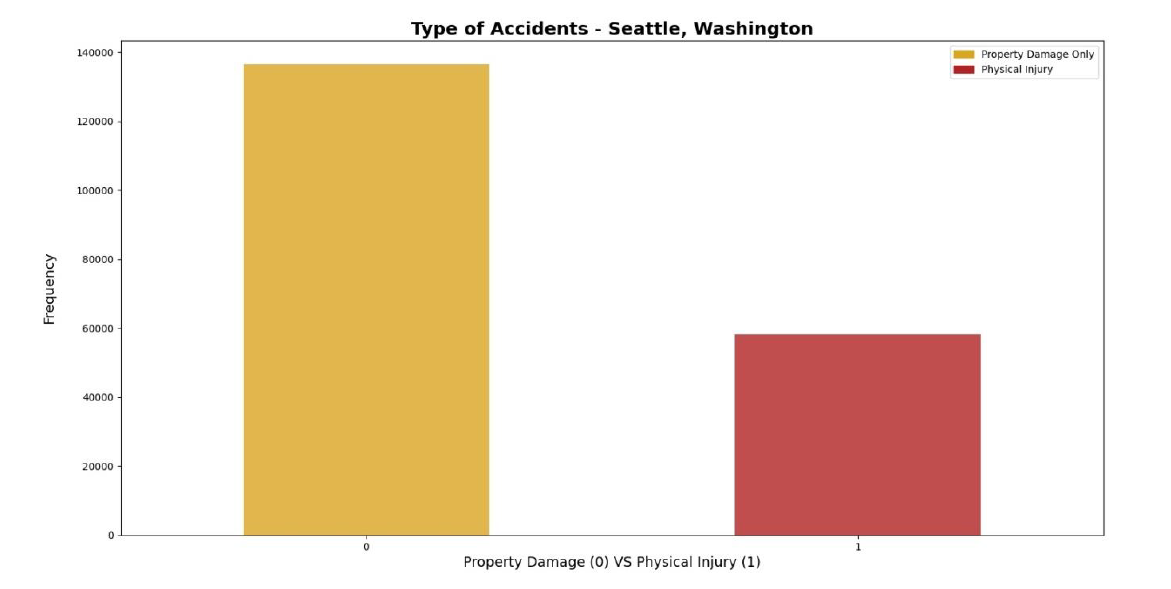 Type of Accidents - Seattle, Washington
Property Damage Only
Physical Injury
140000
120000
100000
80000
60000
40000
20000
0
Frequency
0
1
Property Damage (0) VS Physical Injury (1)